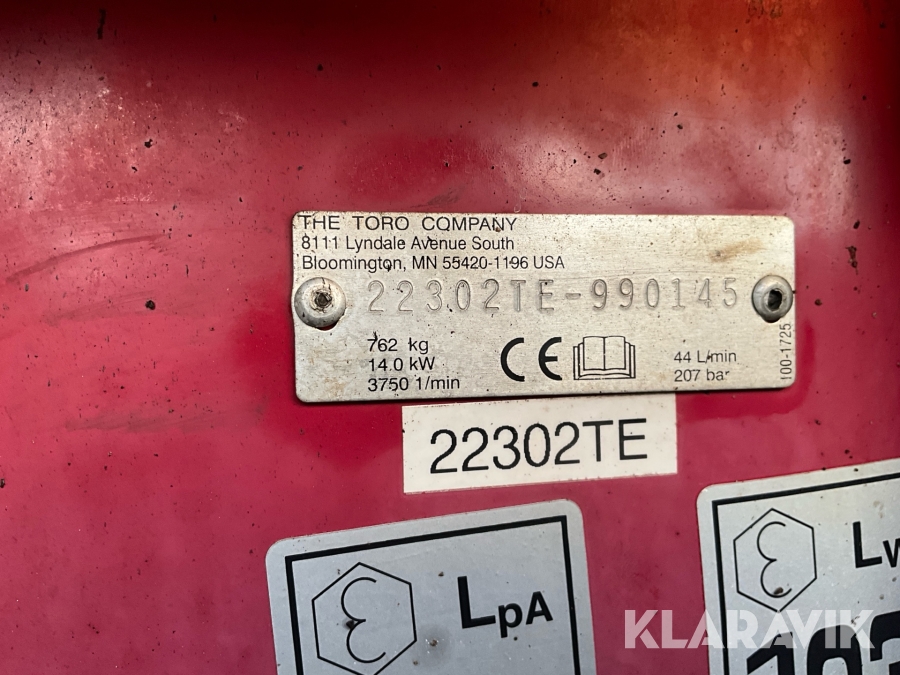 THE TORO COMPANY
8111 Lyndale Avenue South
Bloomington, MN 55420-1196 USA
22302TE-990145
762 kg
14.0 kW
3750 1/min
CE
44 L/min
207 bar
100-1725
22302TE
LpA
KLARAVIK